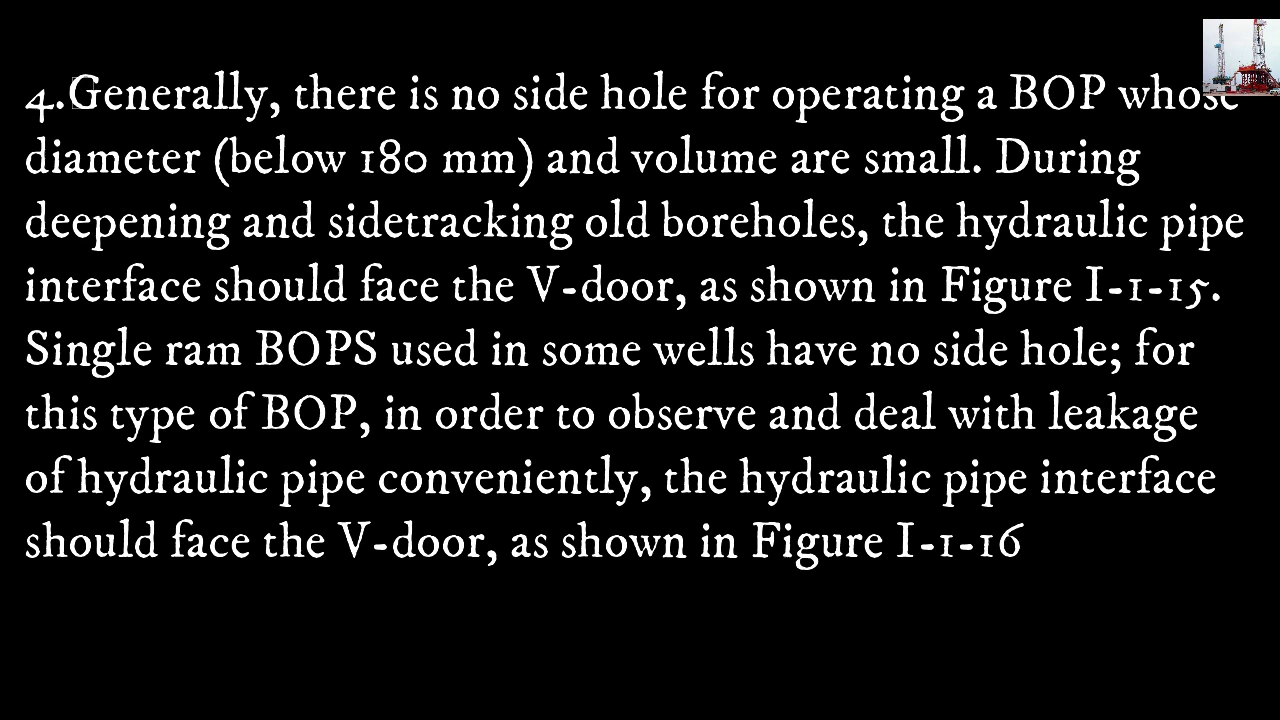 4.Generally, there is no side hole for operating a BOP whose
diameter (below 180 mm) and volume are small. During
deepening and sidetracking old boreholes, the hydraulic pipe
interface should face the V-door, as shown in Figure I-1-15.
Single ram BOPS used in some wells have no side hole; for
this type of BOP, in order to observe and deal with leakage
of hydraulic pipe conveniently, the hydraulic pipe interface
should face the V-door, as shown in Figure I-1-16